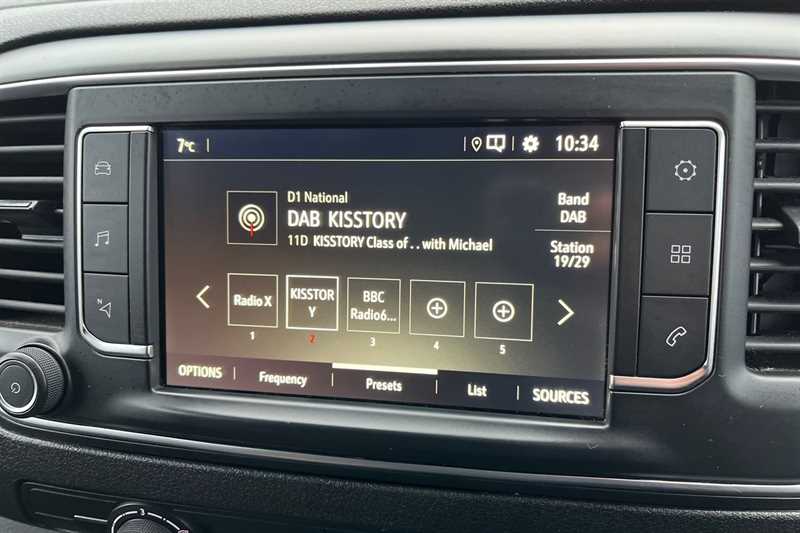 7°C
10:34
D1 National
DAB KISSTORY
11D KISSTORY Class of . . with Michael
Band
DAB
Station
19/29
Radio X
KISSTOR
Y
BBC
Radio6...
1
2
3
4
5
OPTIONS
Frequency
Presets
List
SOURCES
N